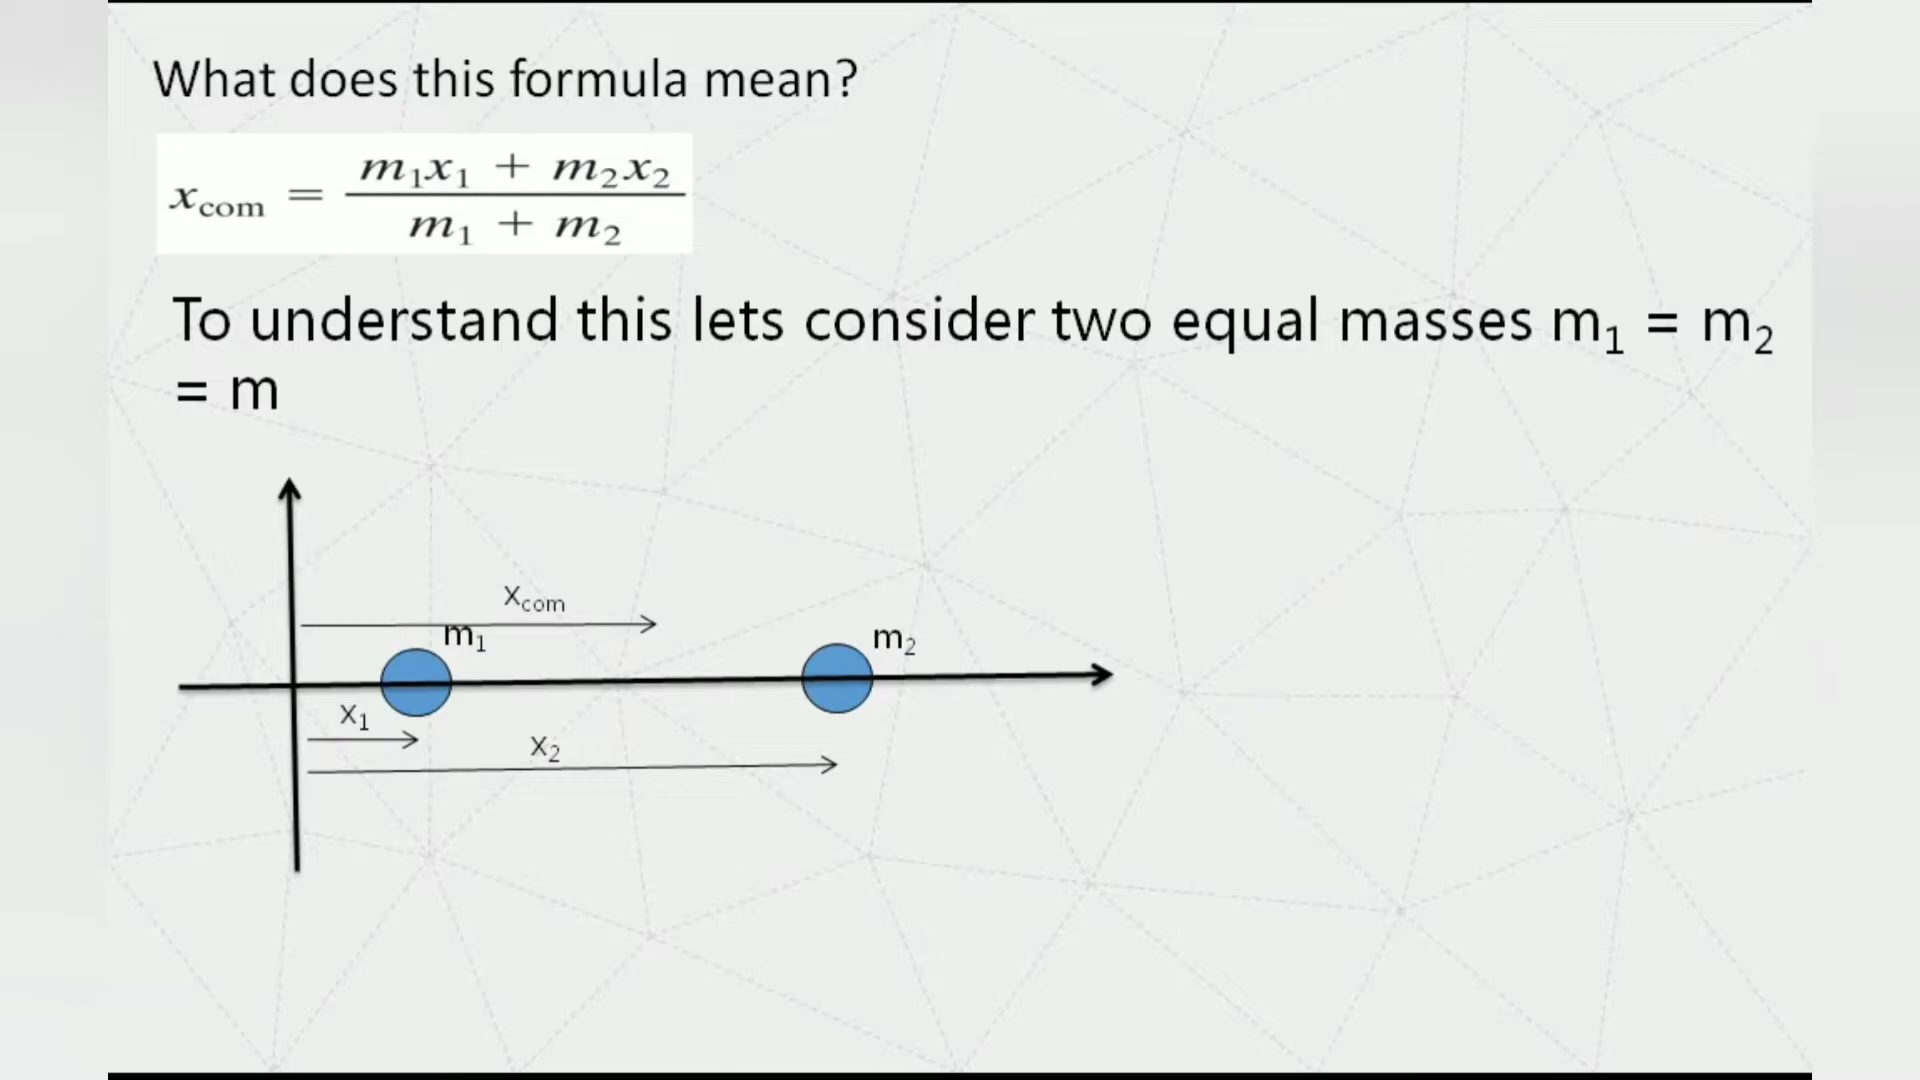 What does this formula mean?
x_com = (m₁x₁ + m₂x₂) / (m₁ + m₂)
To understand this lets consider two equal masses m₁ = m₂
= m
x_com
m₁
m₂
x₁
x₂